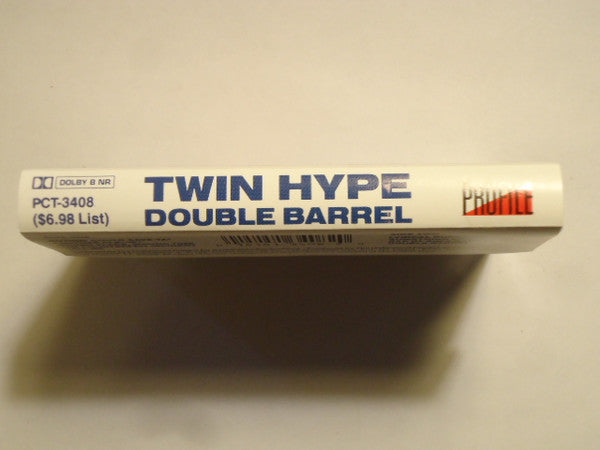 DOLBY B NR
PCT-3408
($6.98 List)
TWIN HYPE
DOUBLE BARREL
PROFILE